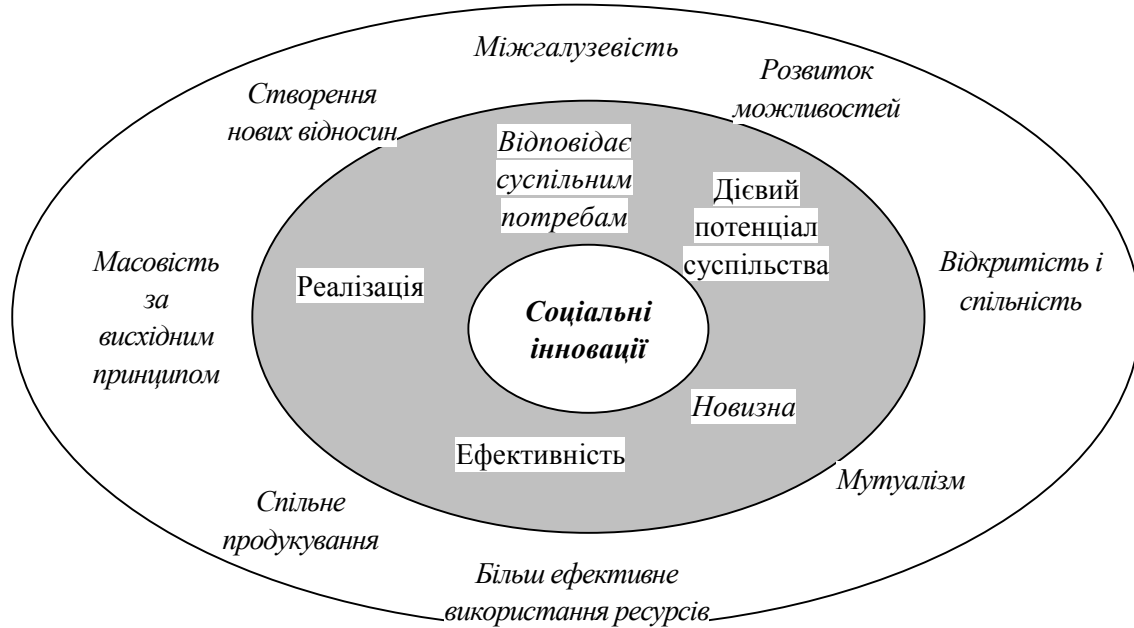 Міжгалузевість
Розвиток
можливостей
Створення
нових відносин
Відповідає
суспільним
потребам
Дієвий
потенціал
суспільства
Масовість
за
висхідним
принципом
Реалізація
Соціальні
інновації
Відкритість і
спільність
Новизна
Ефективність
Мутуалізм
Спільне
продукування
Більш ефективне
використання ресурсів